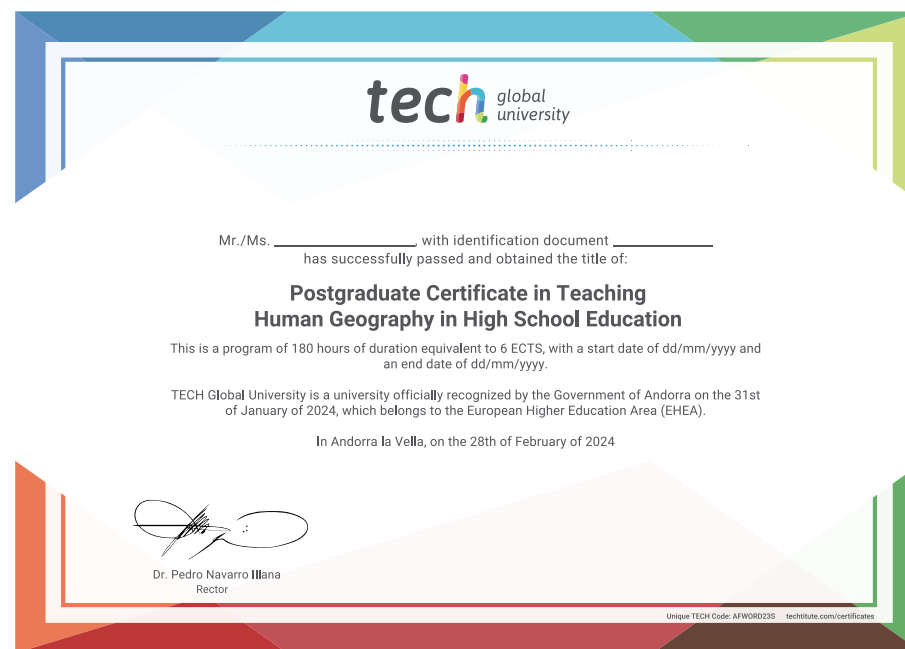 tech global university
Mr./Ms. ____________, with identification document ____________
has successfully passed and obtained the title of:
Postgraduate Certificate in Teaching
Human Geography in High School Education
This is a program of 180 hours of duration equivalent to 6 ECTS, with a start date of dd/mm/yyyy and
an end date of dd/mm/yyyy.
TECH Global University is a university officially recognized by the Government of Andorra on the 31st
of January of 2024, which belongs to the European Higher Education Area (EHEA).
In Andorra la Vella, on the 28th of February of 2024
Dr. Pedro Navarro Illana
Rector
Unique TECH Code: AFWORD23S techtitute.com/certificates